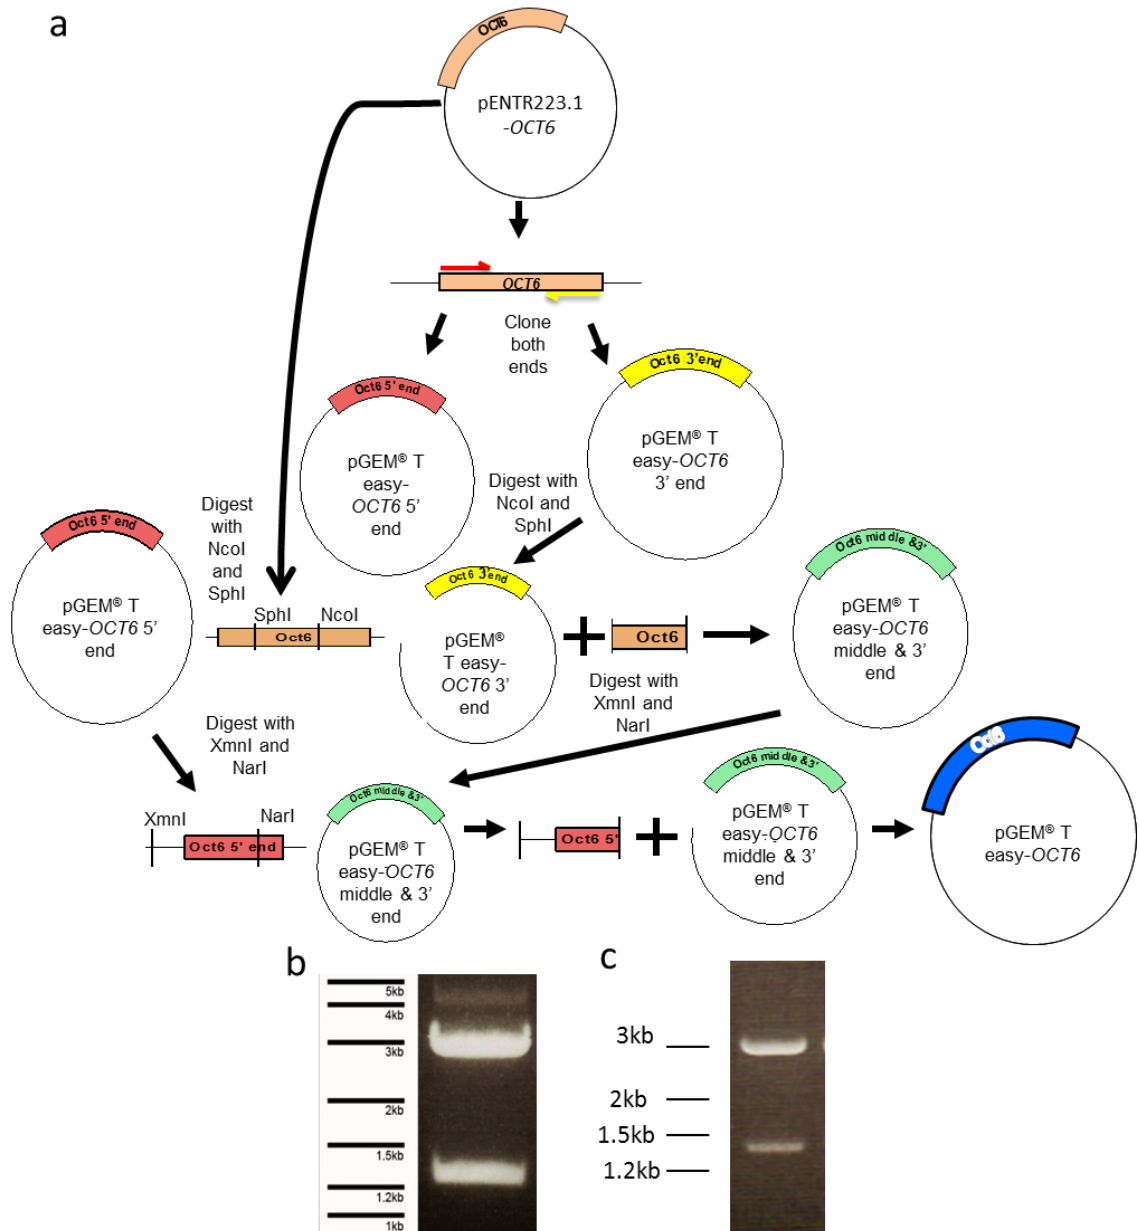 a
OCT6
pENTR223.1
-OCT6
OCT6
Clone
both
ends
Oct6 5' end
pGEM® T
easy-
OCT6 5'
end
Oct6 3'end
pGEM® T
easy-OCT6
3' end
Digest with
NcoI and
SphI
Digest
with
NcoI
and
SphI
Oct6 5' end
pGEM® T
easy-OCT6 5'
end
SphI NcoI
Oct6
Oct6 3'end
pGEM®
T easy-
OCT6 3'
end
+
Oct6
Oct6 middle &3'
pGEM® T
easy-OCT6
middle & 3'
end
Digest with
XmnI and
NarI
Digest with
XmnI and
NarI
XmnI NarI
Oct6 5' end
Oct6 middle &3'
pGEM® T
easy-OCT6
middle & 3'
end
Oct6 5'
+
Oct6 middle &3'
pGEM® T
easy-OCT6
middle & 3'
end
Oct6
pGEM® T
easy-OCT6
b
5kb
4kb
3kb
2kb
1.5kb
1.2kb
1kb
c
3kb
2kb
1.5kb
1.2kb